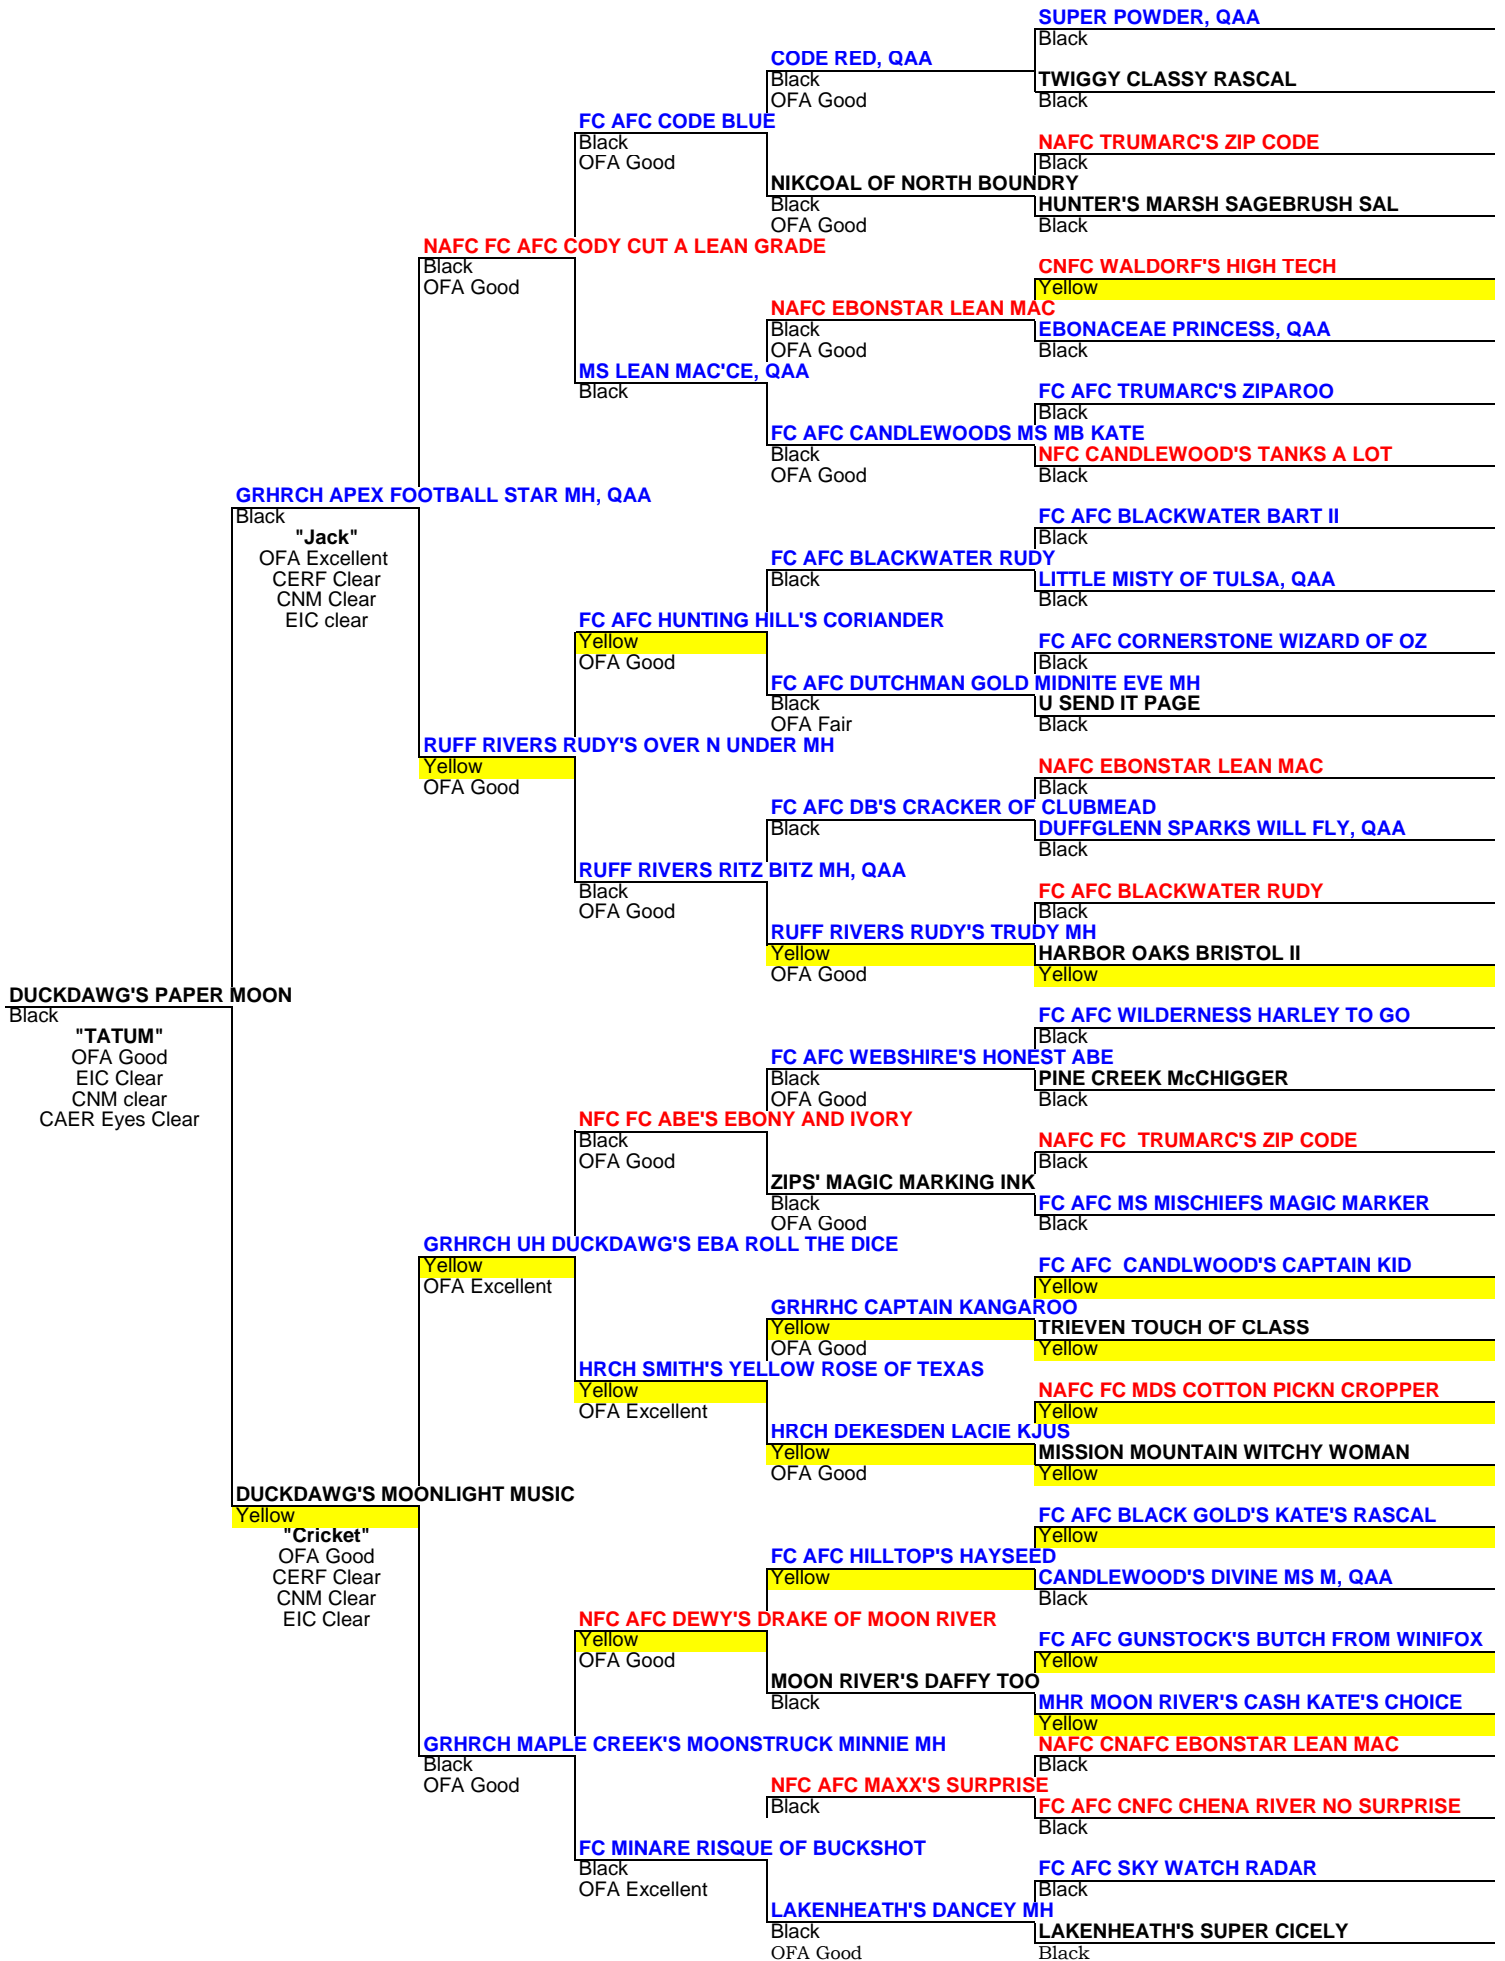 SUPER POWDER, QAA
Black
CODE RED, QAA
Black
OFA Good
TWIGGY CLASSY RASCAL
Black
FC AFC CODE BLUE
Black
OFA Good
NAFC TRUMARC'S ZIP CODE
Black
NIKCOAL OF NORTH BOUNDRY
Black
OFA Good
HUNTER'S MARSH SAGEBRUSH SAL
Black
NAFC FC AFC CODY CUT A LEAN GRADE
Black
OFA Good
CNFC WALDORF'S HIGH TECH
Yellow
NAFC EBONSTAR LEAN MAC
Black
OFA Good
EBONACEAE PRINCESS, QAA
Black
MS LEAN MAC'CE, QAA
Black
FC AFC TRUMARC'S ZIPAROO
Black
FC AFC CANDLEWOODS MS MB KATE
Black
OFA Good
NFC CANDLEWOOD'S TANKS A LOT
Black
GRHRCH APEX FOOTBALL STAR MH, QAA
Black
"Jack"
OFA Excellent
CERF Clear
CNM Clear
EIC clear
FC AFC BLACKWATER BART II
Black
FC AFC BLACKWATER RUDY
Black
LITTLE MISTY OF TULSA, QAA
Black
FC AFC HUNTING HILL'S CORIANDER
Yellow
OFA Good
FC AFC CORNERSTONE WIZARD OF OZ
Black
FC AFC DUTCHMAN GOLD MIDNITE EVE MH
Black
OFA Fair
U SEND IT PAGE
Black
RUFF RIVERS RUDY'S OVER N UNDER MH
Yellow
OFA Good
NAFC EBONSTAR LEAN MAC
Black
FC AFC DB'S CRACKER OF CLUBMEAD
Black
DUFFGLENN SPARKS WILL FLY, QAA
Black
RUFF RIVERS RITZ BITZ MH, QAA
Black
OFA Good
FC AFC BLACKWATER RUDY
Black
RUFF RIVERS RUDY'S TRUDY MH
Yellow
OFA Good
HARBOR OAKS BRISTOL II
Yellow
DUCKDAWG'S PAPER MOON
Black
"TATUM"
OFA Good
EIC Clear
CNM clear
CAER Eyes Clear
FC AFC WILDERNESS HARLEY TO GO
Black
FC AFC WEBSHIRE'S HONEST ABE
Black
OFA Good
PINE CREEK McCHIGGER
Black
NFC FC ABE'S EBONY AND IVORY
Black
OFA Good
NAFC FC  TRUMARC'S ZIP CODE
Black
ZIPS' MAGIC MARKING INK
Black
OFA Good
FC AFC MS MISCHIEFS MAGIC MARKER
Black
GRHRCH UH DUCKDAWG'S EBA ROLL THE DICE
Yellow
OFA Excellent
FC AFC  CANDLWOOD'S CAPTAIN KID
Yellow
GRHRHC CAPTAIN KANGAROO
Yellow
OFA Good
TRIEVEN TOUCH OF CLASS
Yellow
HRCH SMITH'S YELLOW ROSE OF TEXAS
Yellow
OFA Excellent
NAFC FC MDS COTTON PICKN CROPPER
Yellow
HRCH DEKESDEN LACIE KJUS
Yellow
OFA Good
MISSION MOUNTAIN WITCHY WOMAN
Yellow
DUCKDAWG'S MOONLIGHT MUSIC
Yellow
"Cricket"
OFA Good
CERF Clear
CNM Clear
EIC Clear
FC AFC BLACK GOLD'S KATE'S RASCAL
Yellow
FC AFC HILLTOP'S HAYSEED
Yellow
CANDLEWOOD'S DIVINE MS M, QAA
Black
NFC AFC DEWY'S DRAKE OF MOON RIVER
Yellow
OFA Good
FC AFC GUNSTOCK'S BUTCH FROM WINIFOX
Yellow
MOON RIVER'S DAFFY TOO
Black
MHR MOON RIVER'S CASH KATE'S CHOICE
Yellow
GRHRCH MAPLE CREEK'S MOONSTRUCK MINNIE MH
Black
OFA Good
NAFC CNAFC EBONSTAR LEAN MAC
Black
NFC AFC MAXX'S SURPRISE
Black
FC AFC CNFC CHENA RIVER NO SURPRISE
Black
FC MINARE RISQUE OF BUCKSHOT
Black
OFA Excellent
FC AFC SKY WATCH RADAR
Black
LAKENHEATH'S DANCEY MH
Black
OFA Good
LAKENHEATH'S SUPER CICELY
Black